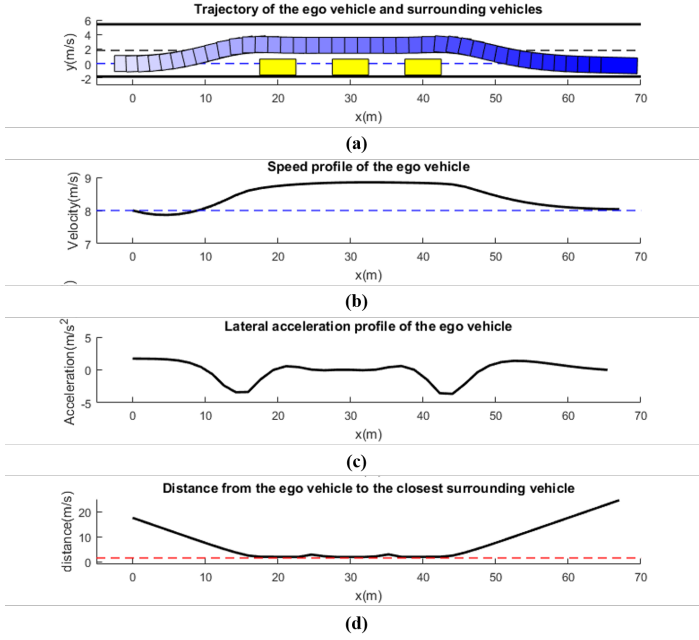 Trajectory of the ego vehicle and surrounding vehicles
y(m/s)
6
4
2
0
-2
0 10 20 30 40 50 60 70
x(m)
(a)
Speed profile of the ego vehicle
Velocity(m/s)
9
8
7
0 10 20 30 40 50 60 70
x(m)
)
(b)
Lateral acceleration profile of the ego vehicle
Acceleration(m/s2
5
0
-5
0 10 20 30 40 50 60 70
x(m)
(c)
Distance from the ego vehicle to the closest surrounding vehicle
distance(m/s)
20
10
0
0 10 20 30 40 50 60 70
x(m)
(d)